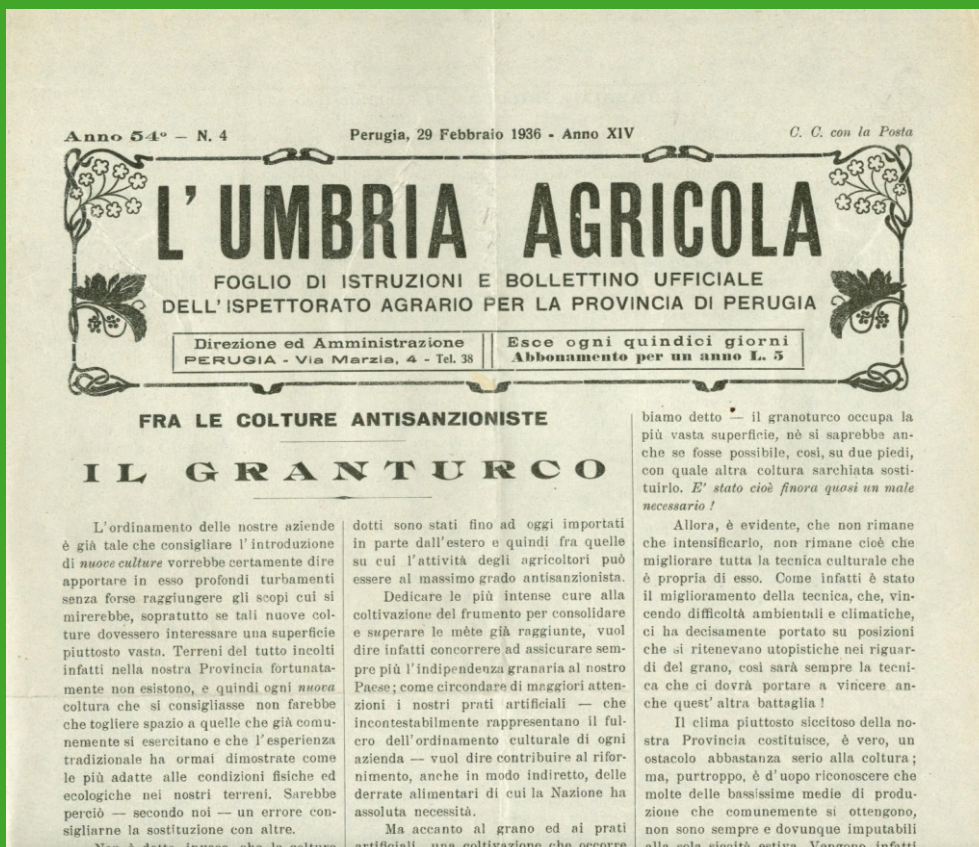 Anno 54º — N. 4
Perugia, 29 Febbraio 1936 - Anno XIV
C. C. con la Posta
L'UMBRIA AGRICOLA
FOGLIO DI ISTRUZIONI E BOLLETTINO UFFICIALE
DELL'ISPETTORATO AGRARIO PER LA PROVINCIA DI PERUGIA
Direzione ed Amministrazione
PERUGIA - Via Marzia, 4 - Tel. 38
Esce ogni quindici giorni
Abbonamento per un anno L. 5
FRA LE COLTURE ANTISANZIONISTE
IL GRANTURCO
L'ordinamento delle nostre aziende
è già tale che consigliare l'introduzione
di nuove culture vorrebbe certamente dire
apportare in esso profondi turbamenti
senza forse raggiungere gli scopi cui si
mirerebbe, sopratutto se tali nuove col-
ture dovessero interessare una superficie
piuttosto vasta. Terreni del tutto incolti
infatti nella nostra Provincia fortunata-
mente non esistono, e quindi ogni nuova
coltura che si consigliasse non farebbe
che togliere spazio a quelle che già comu-
nemente si esercitano e che l'esperienza
tradizionale ha ormai dimostrate come
le più adatte alle condizioni fisiche ed
ecologiche nei nostri terreni. Sarebbe
perciò — secondo noi — un errore con-
sigliarne la sostituzione con altre.
dotti sono stati fino ad oggi importati
in parte dall'estero e quindi fra quelle
su cui l'attività degli agricoltori può
essere al massimo grado antisanzionista.
Dedicare le più intense cure alla
coltivazione del frumento per consolidare
e superare le mète già raggiunte, vuol
dire infatti concorrere ad assicurare sem-
pre più l'indipendenza granaria al nostro
Paese; come circondare di maggiori atten-
zioni i nostri prati artificiali — che
incontestabilmente rappresentano il ful-
cro dell'ordinamento culturale di ogni
azienda — vuol dire contribuire al rifor-
nimento, anche in modo indiretto, delle
derrate alimentari di cui la Nazione ha
assoluta necessità.
Ma accanto al grano ed ai prati
artificiali, una coltivazione che occorre
biamo detto — il granoturco occupa la
più vasta superficie, nè si saprebbe an-
che se fosse possibile, così, su due piedi,
con quale altra coltura sarchiata sosti-
tuirlo. E' stato cioè finora quasi un male
necessario !
Allora, è evidente, che non rimane
che intensificarlo, non rimane cioè che
migliorare tutta la tecnica culturale che
è propria di esso. Come infatti è stato
il miglioramento della tecnica, che, vin-
cendo difficoltà ambientali e climatiche,
ci ha decisamente portato su posizioni
che si ritenevano utopistiche nei riguar-
di del grano, così sarà sempre la tecni-
ca che ci dovrà portare a vincere an-
che quest' altra battaglia !
Il clima piuttosto siccitoso della no-
stra Provincia costituisce, è vero, un
ostacolo abbastanza serio alla coltura ;
ma, purtroppo, è d'uopo riconoscere che
molte delle bassissime medie di produ-
zione che comunemente si ottengono,
non sono sempre e dovunque imputabili
alla sola siccità estiva. Vengono infatti